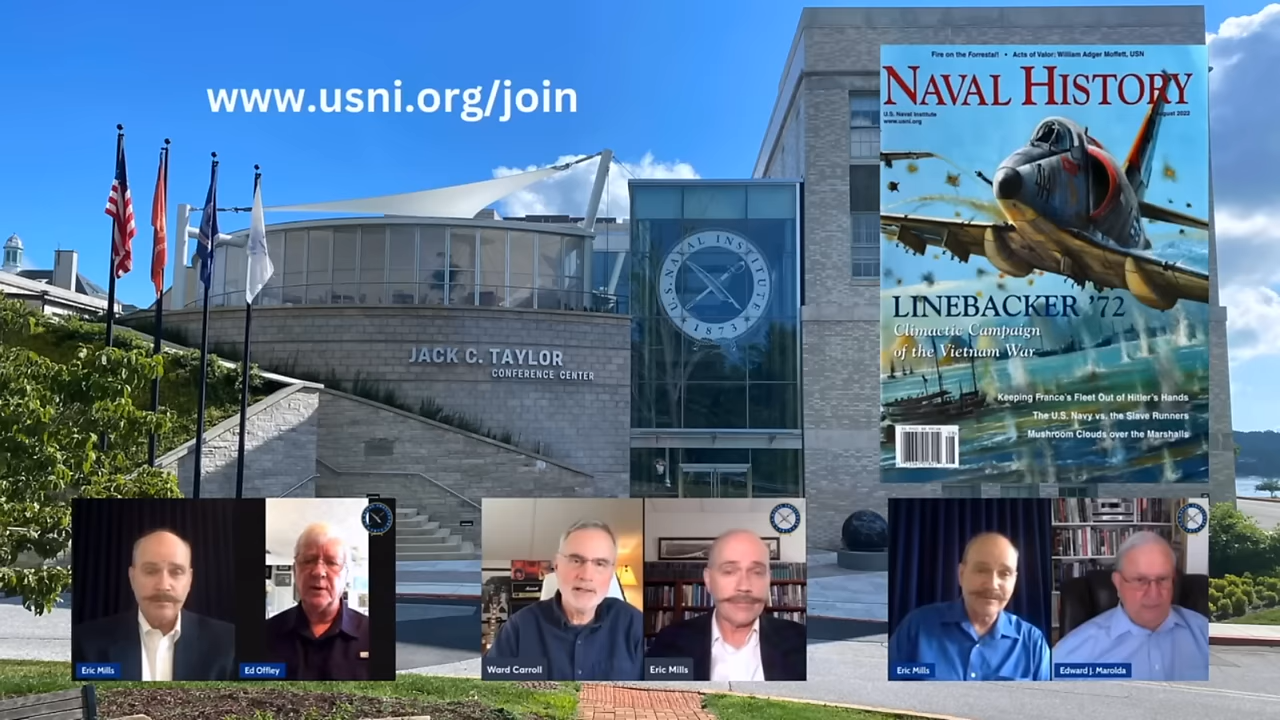 www.usni.org/join
Fire on the Forrestal! • Acts of Valor: William Adger Moffett, USN
NAVAL HISTORY
U.S. Naval Institute
www.usni.org
August 2022
U.S. NAVAL INSTITUTE
1873
LINEBACKER '72
Climactic Campaign
of the Vietnam War
JACK C. TAYLOR
CONFERENCE CENTER
Keeping France's Fleet Out of Hitler's Hands
The U.S. Navy vs. the Slave Runners
Mushroom Clouds over the Marshalls
Eric Mills
Ed Offley
Ward Carroll
Eric Mills
Eric Mills
Edward J. Marolda